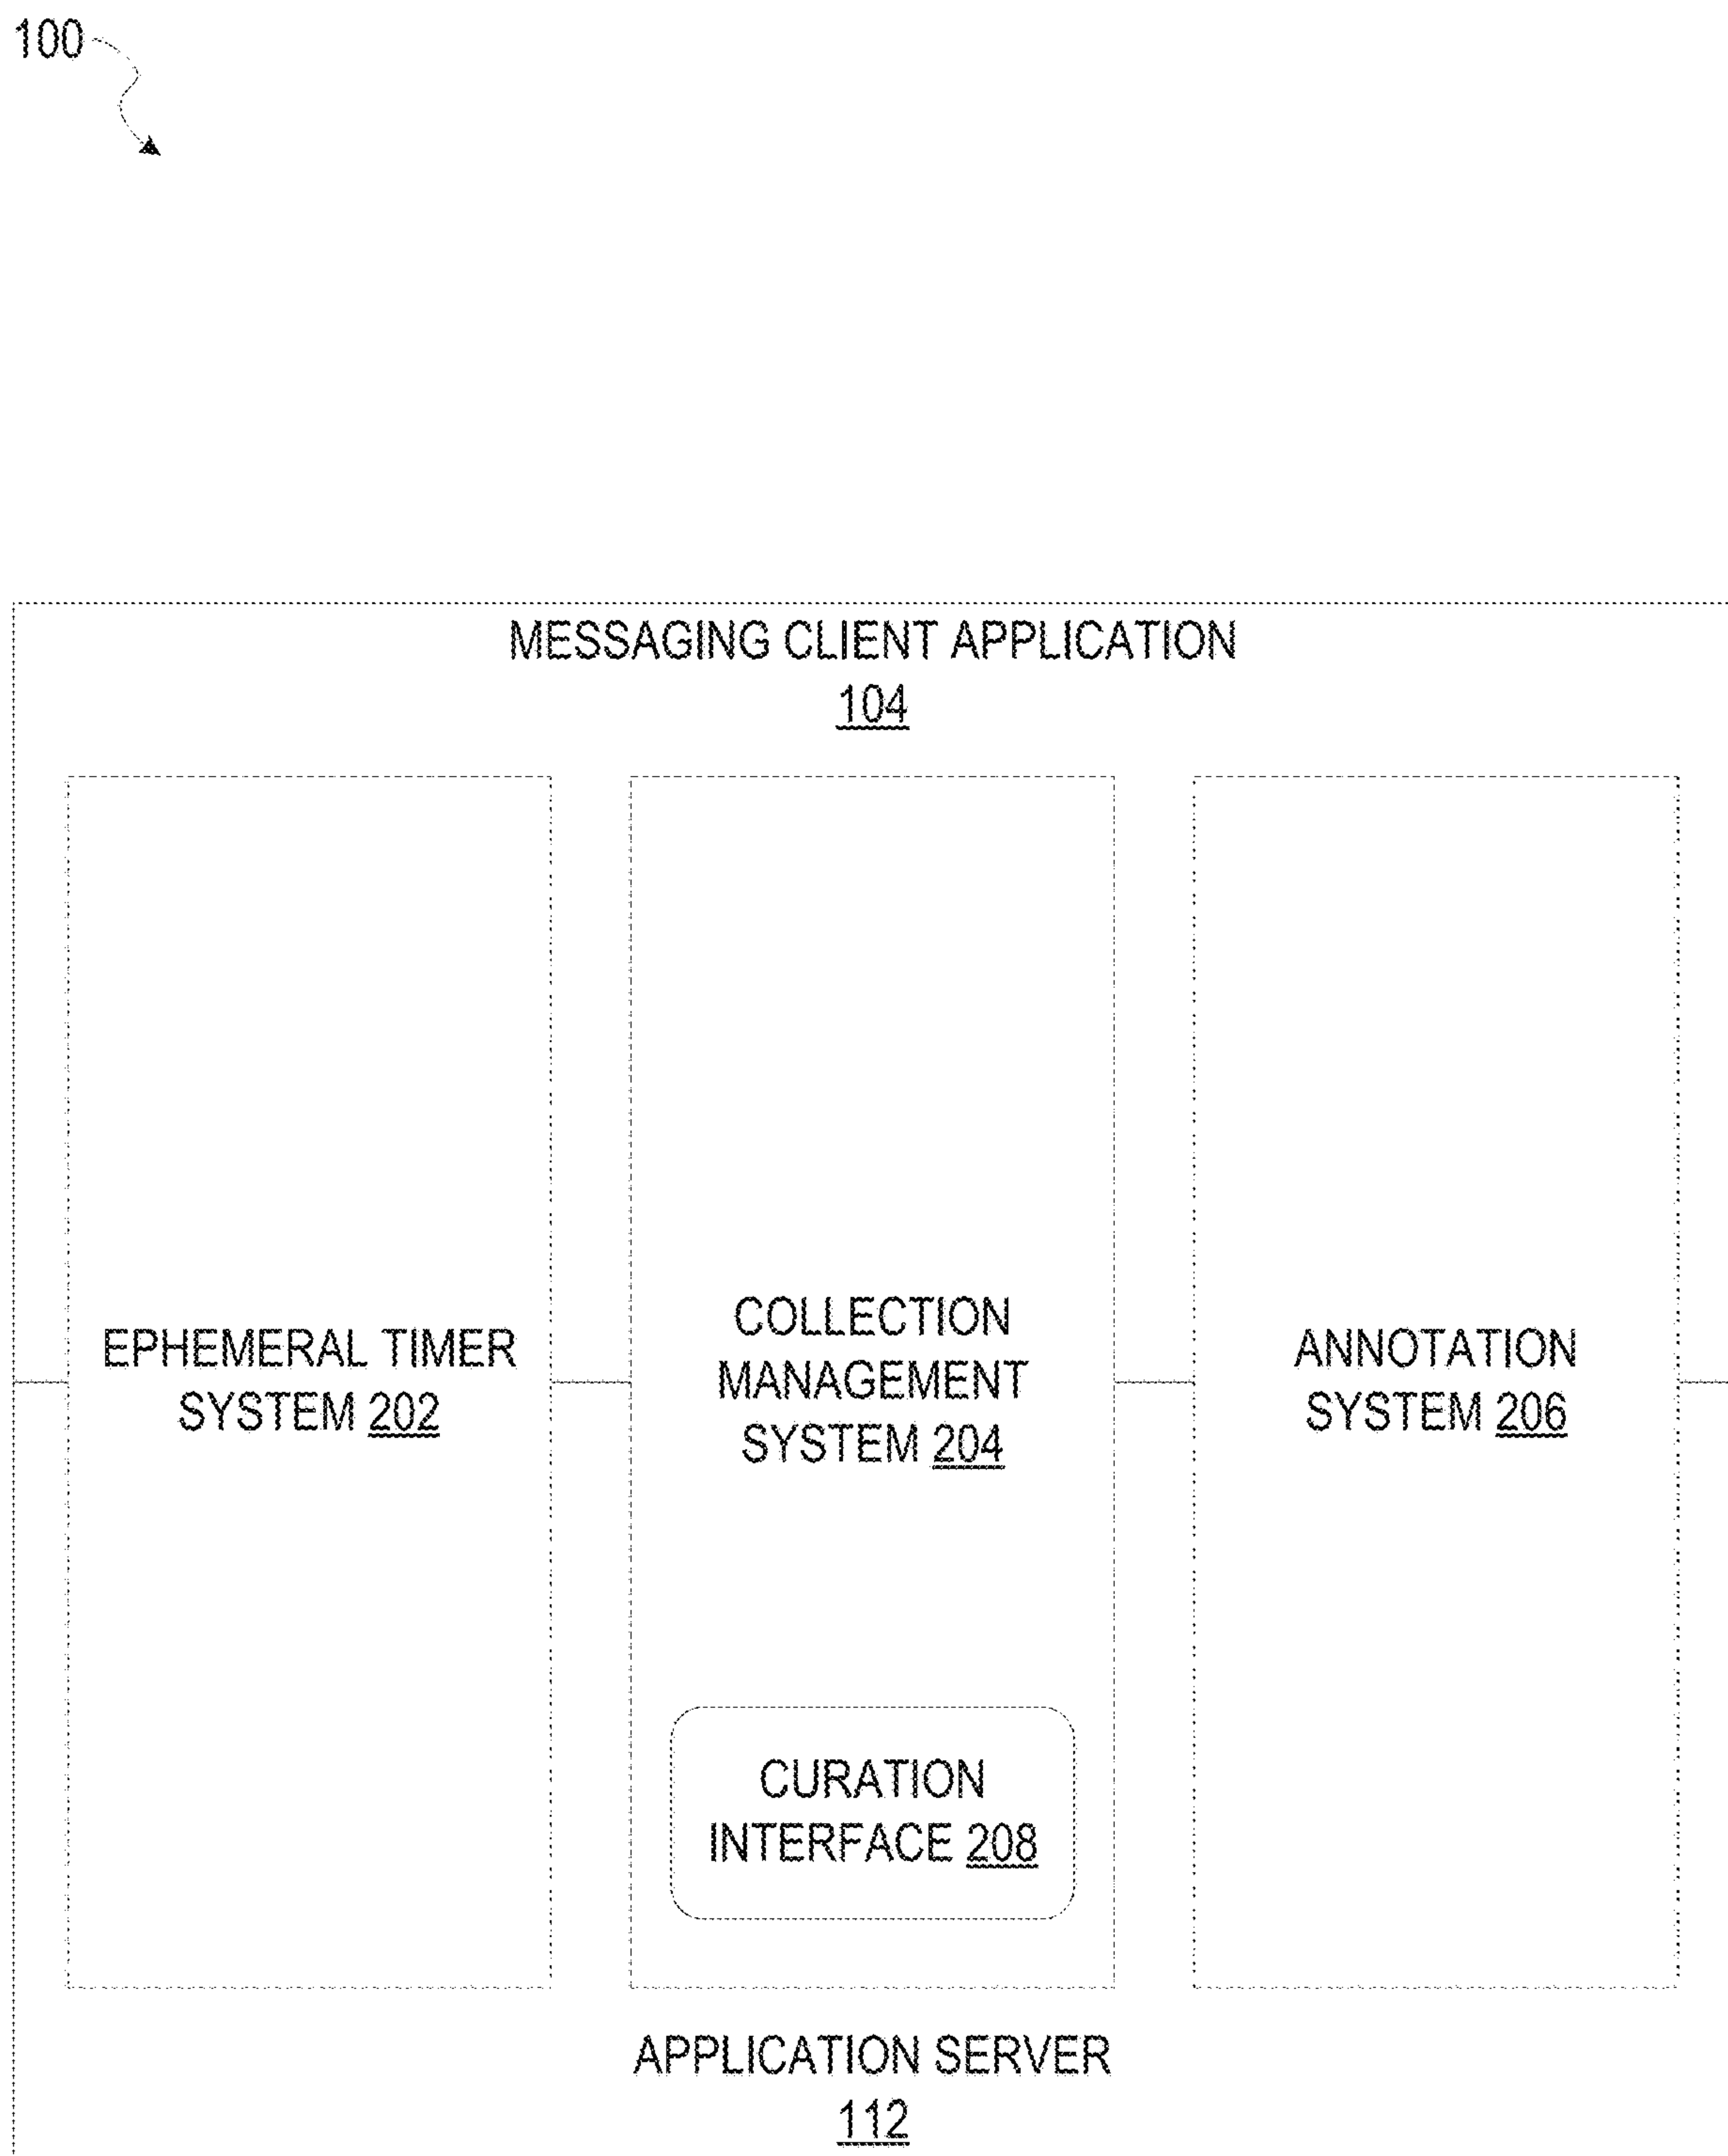 100
MESSAGING CLIENT APPLICATION
104
EPHEMERAL TIMER
SYSTEM 202
COLLECTION
MANAGEMENT
SYSTEM 204
CURATION
INTERFACE 208
ANNOTATION
SYSTEM 206
APPLICATION SERVER
112